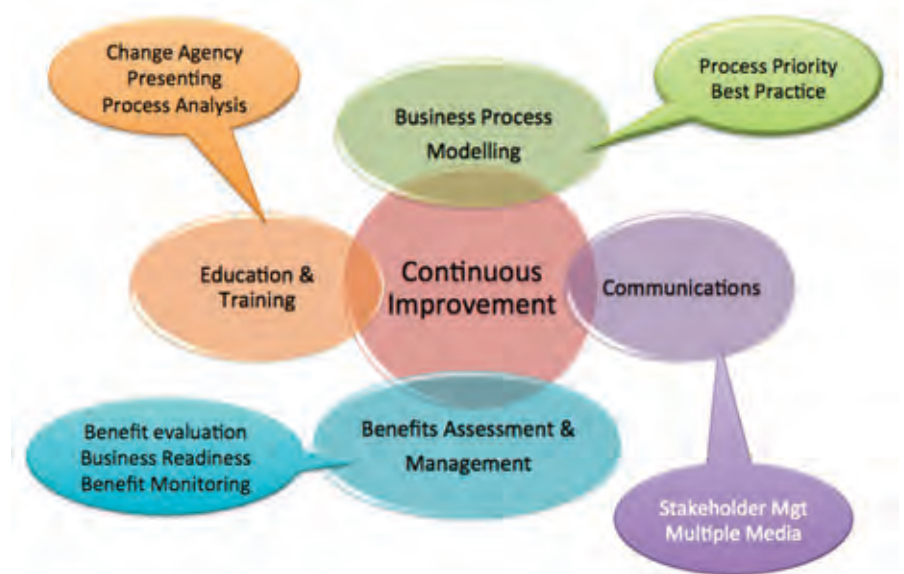 Change Agency
Presenting
Process Analysis
Process Priority
Best Practice
Business Process
Modelling
Education &
Training
Continuous
Improvement
Communications
Benefit evaluation
Business Readiness
Benefit Monitoring
Benefits Assessment &
Management
Stakeholder Mgt
Multiple Media